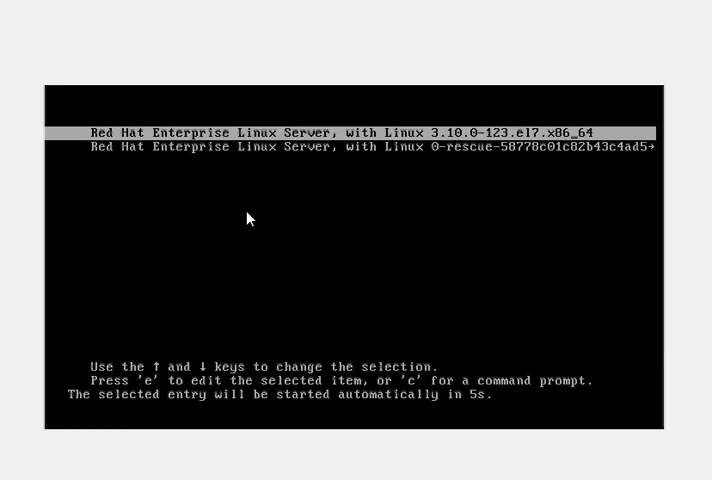 Red Hat Enterprise Linux Server, with Linux 3.10.0-123.el7.x86_64
Red Hat Enterprise Linux Server, with Linux 0-rescue-58778c01c82b43c4ad5→
Use the ↑ and ↓ keys to change the selection.
Press 'e' to edit the selected item, or 'c' for a command prompt.
The selected entry will be started automatically in 5s.